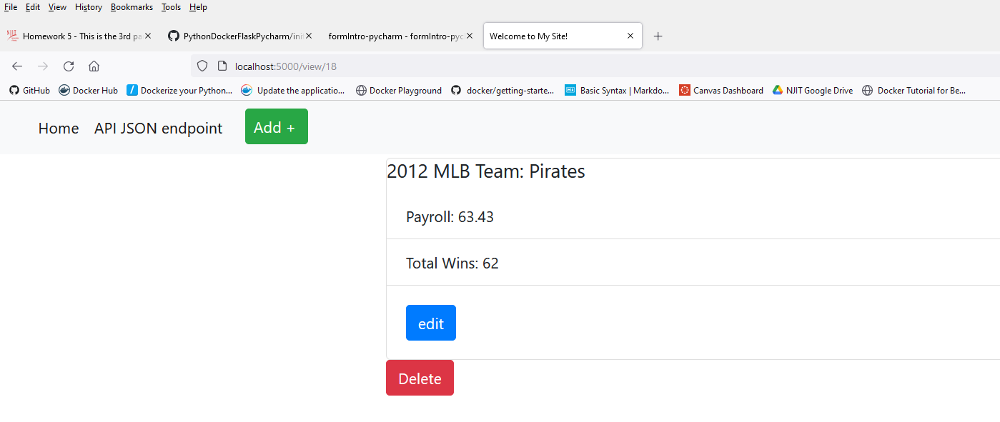 File Edit View History Bookmarks Tools Help
Homework 5 - This is the 3rd pa PythonDockerFlaskPycharm/ini formIntro-pycharm - formIntro-pyc Welcome to My Site!
localhost:5000/view/18
GitHub Docker Hub Dockerize your Python... Update the applicatio... Docker Playground docker/getting-starte... Basic Syntax | Markdo... Canvas Dashboard NJIT Google Drive Docker Tutorial for Be...
Home API JSON endpoint Add +
2012 MLB Team: Pirates
Payroll: 63.43
Total Wins: 62
edit
Delete